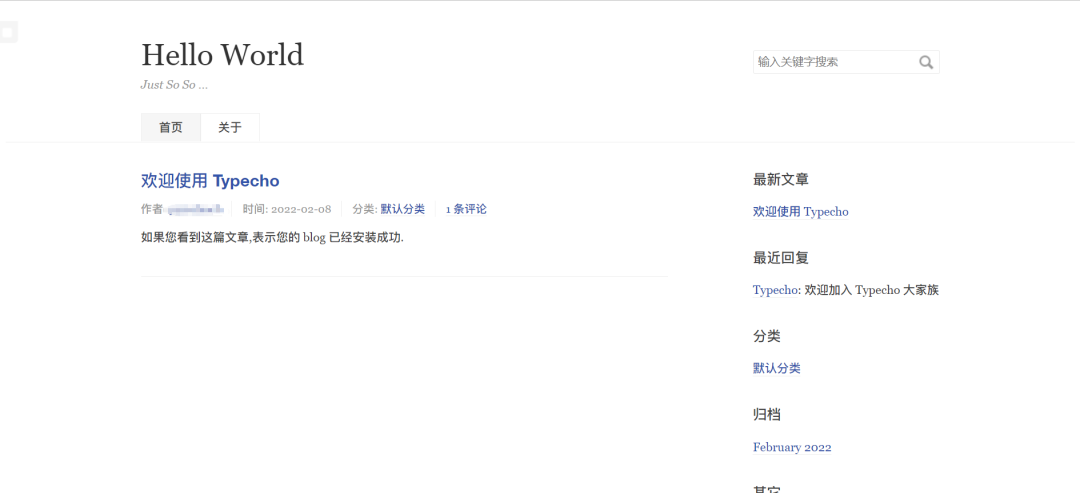 Hello World
Just So So ...
输入关键字搜索
首页 关于
欢迎使用 Typecho
作者 时间: 2022-02-08 分类: 默认分类 1 条评论
如果您看到这篇文章,表示您的 blog 已经安装成功.
最新文章
欢迎使用 Typecho
最近回复
Typecho: 欢迎加入 Typecho 大家族
分类
默认分类
归档
February 2022
其它